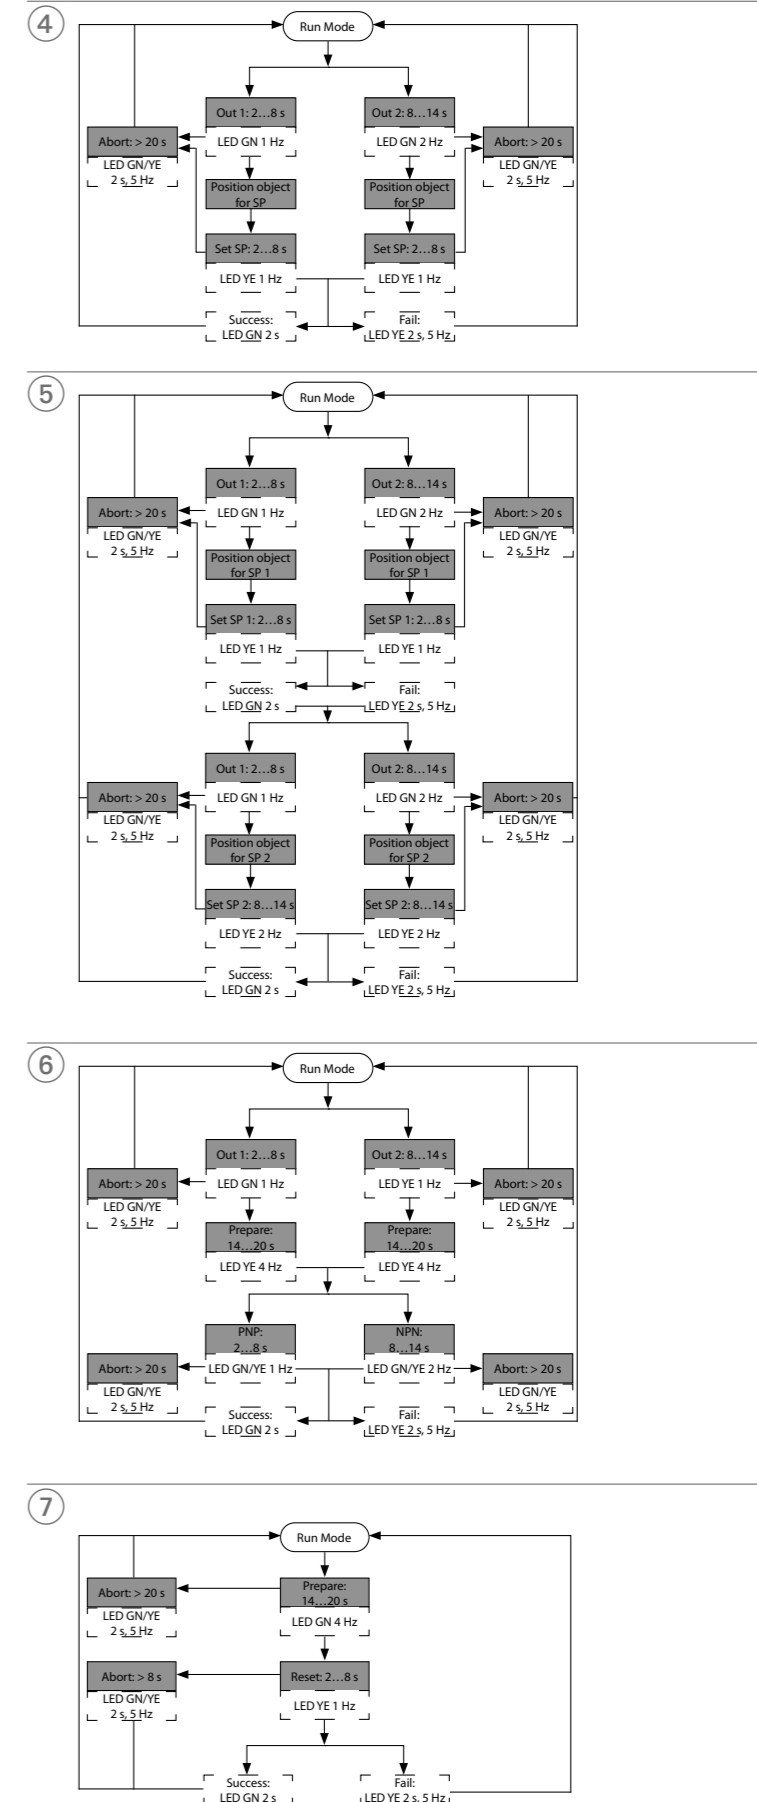 4
Run Mode
Out 1: 2…8 s
Out 2: 8…14 s
Abort: > 20 s
LED GN 1 Hz
LED GN 2 Hz
Abort: > 20 s
LED GN/YE
2 s, 5 Hz
LED GN/YE
2 s, 5 Hz
Position object
for SP
Position object
for SP
Set SP: 2…8 s
Set SP: 2…8 s
LED YE 1 Hz
LED YE 1 Hz
Success:
LED GN 2 s
Fail:
LED YE 2 s, 5 Hz
5
Run Mode
Out 1: 2…8 s
Out 2: 8…14 s
Abort: > 20 s
LED GN 1 Hz
LED GN 2 Hz
Abort: > 20 s
LED GN/YE
2 s, 5 Hz
LED GN/YE
2 s, 5 Hz
Position object
for SP 1
Position object
for SP 1
Set SP 1: 2…8 s
Set SP 1: 2…8 s
LED YE 1 Hz
LED YE 1 Hz
Success:
LED GN 2 s
Fail:
LED YE 2 s, 5 Hz
Out 1: 2…8 s
Out 2: 8…14 s
Abort: > 20 s
LED GN 1 Hz
LED GN 2 Hz
Abort: > 20 s
LED GN/YE
2 s, 5 Hz
LED GN/YE
2 s, 5 Hz
Position object
for SP 2
Position object
for SP 2
Set SP 2: 8…14 s
Set SP 2: 8…14 s
LED YE 2 Hz
LED YE 2 Hz
Success:
LED GN 2 s
Fail:
LED YE 2 s, 5 Hz
6
Run Mode
Out 1: 2…8 s
Out 2: 8…14 s
Abort: > 20 s
LED GN 1 Hz
LED YE 1 Hz
Abort: > 20 s
LED GN/YE
2 s, 5 Hz
LED GN/YE
2 s, 5 Hz
Prepare:
14…20 s
Prepare:
14…20 s
LED YE 4 Hz
LED YE 4 Hz
PNP:
2…8 s
NPN:
8…14 s
Abort: > 20 s
LED GN/YE 1 Hz
LED GN/YE 2 Hz
Abort: > 20 s
LED GN/YE
2 s, 5 Hz
LED GN/YE
2 s, 5 Hz
Success:
LED GN 2 s
Fail:
LED YE 2 s, 5 Hz
7
Run Mode
Abort: > 20 s
Prepare:
14…20 s
LED GN/YE
2 s, 5 Hz
LED GN 4 Hz
Abort: > 8 s
Reset: 2…8 s
LED GN/YE
2 s, 5 Hz
LED YE 1 Hz
Success:
LED GN 2 s
Fail:
LED YE 2 s, 5 Hz